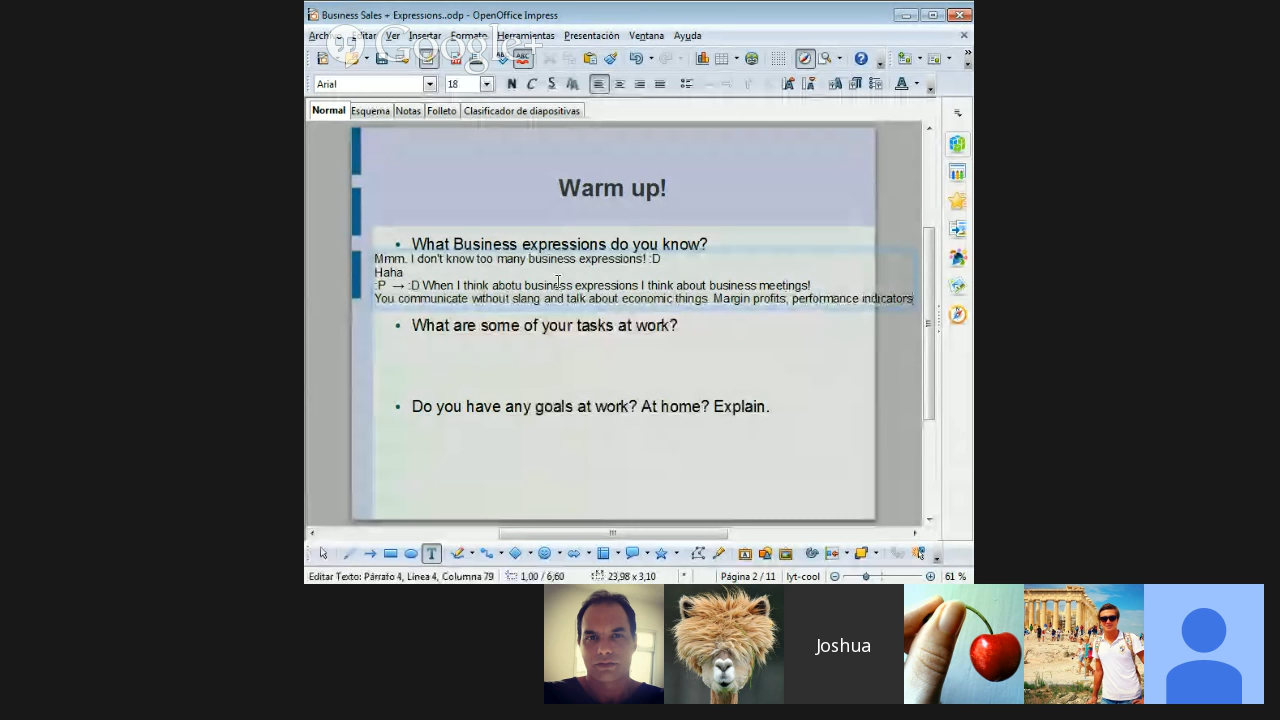 Business Sales + Expressions..odp - OpenOffice Impress
Archivo Editar Ver Insertar Formato Herramientas Presentación Ventana Ayuda
Google+
Arial 18 N C S
Normal Esquema Notas Folleto Clasificador de diapositivas
Warm up!
• What Business expressions do you know?
Mmm. I don't know too many business expressions! :D
Haha
:P → :D When I think abotu business expressions I think about business meetings!
You communicate without slang and talk about economic things. Margin profits, performance indicators
• What are some of your tasks at work?
• Do you have any goals at work? At home? Explain.
Editar Texto: Párrafo 4, Línea 4, Columna 79 1,00 / 6,60 23,98 x 3,10 * Página 2 / 11 lyt-cool 61 %
Joshua